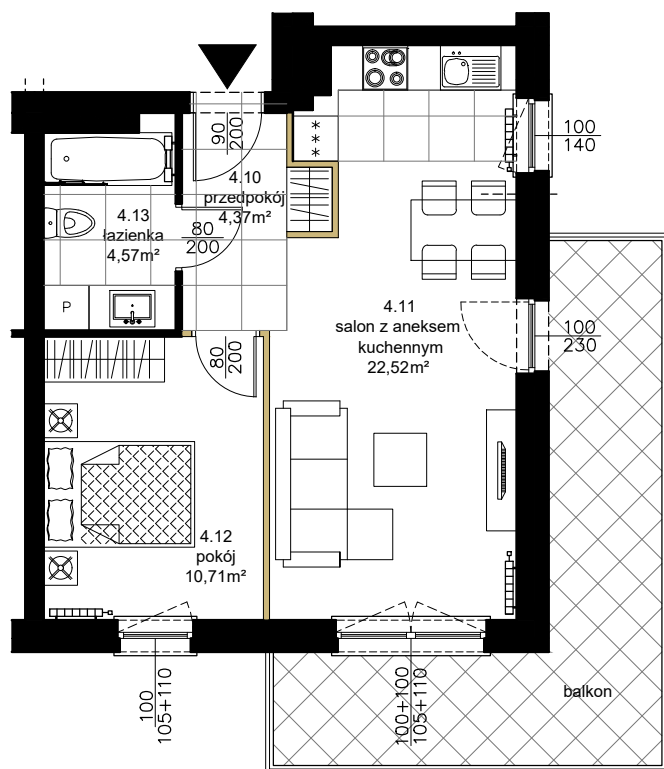 90
200
4.10
przedpokój
4,37m²
***
100
140
4.13
łazienka
4,57m²
80
200
P
4.11
salon z aneksem
kuchennym
22,52m²
100
230
80
200
4.12
pokój
10,71m²
100
105+110
100+100
105+110
balkon